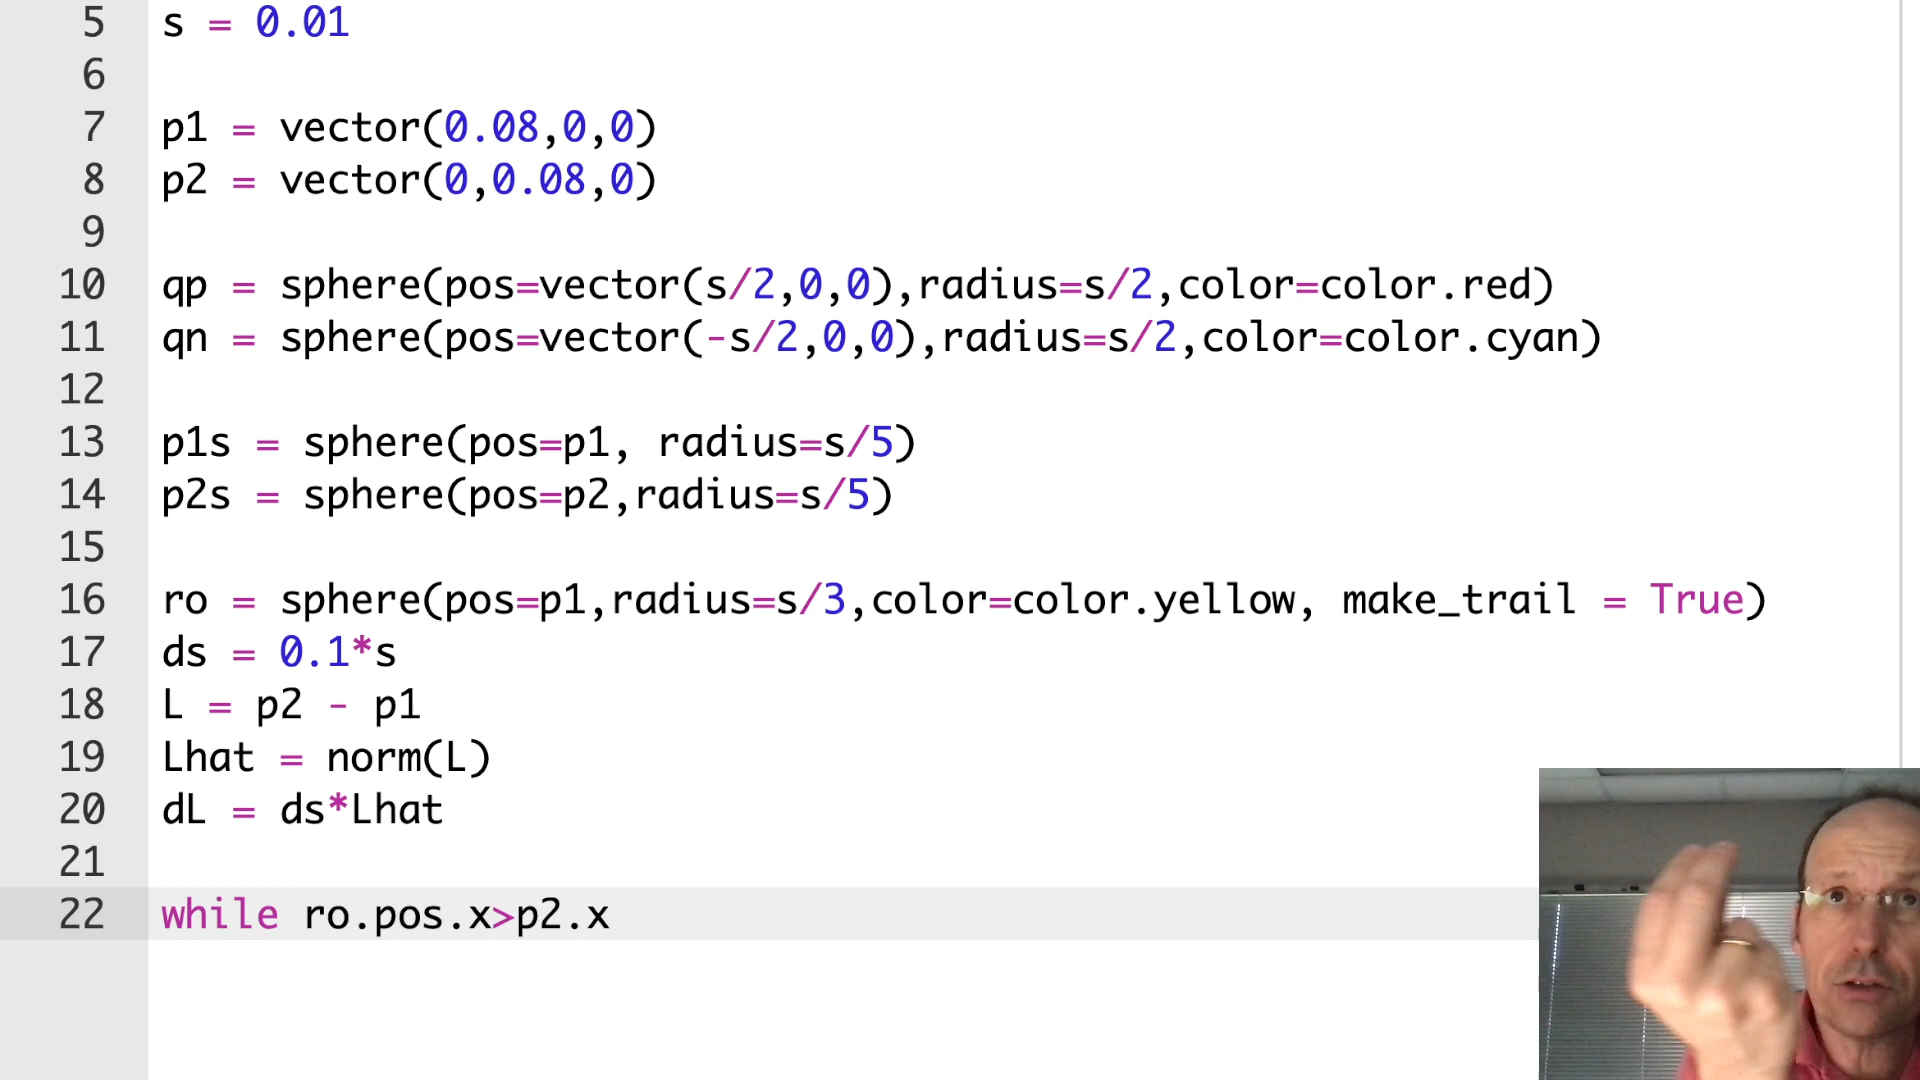 5 s = 0.01
6
7 p1 = vector(0.08,0,0)
8 p2 = vector(0,0.08,0)
9
10 qp = sphere(pos=vector(s/2,0,0),radius=s/2,color=color.red)
11 qn = sphere(pos=vector(-s/2,0,0),radius=s/2,color=color.cyan)
12
13 p1s = sphere(pos=p1, radius=s/5)
14 p2s = sphere(pos=p2,radius=s/5)
15
16 ro = sphere(pos=p1,radius=s/3,color=color.yellow, make_trail = True)
17 ds = 0.1*s
18 L = p2 - p1
19 Lhat = norm(L)
20 dL = ds*Lhat
21
22 while ro.pos.x>p2.x